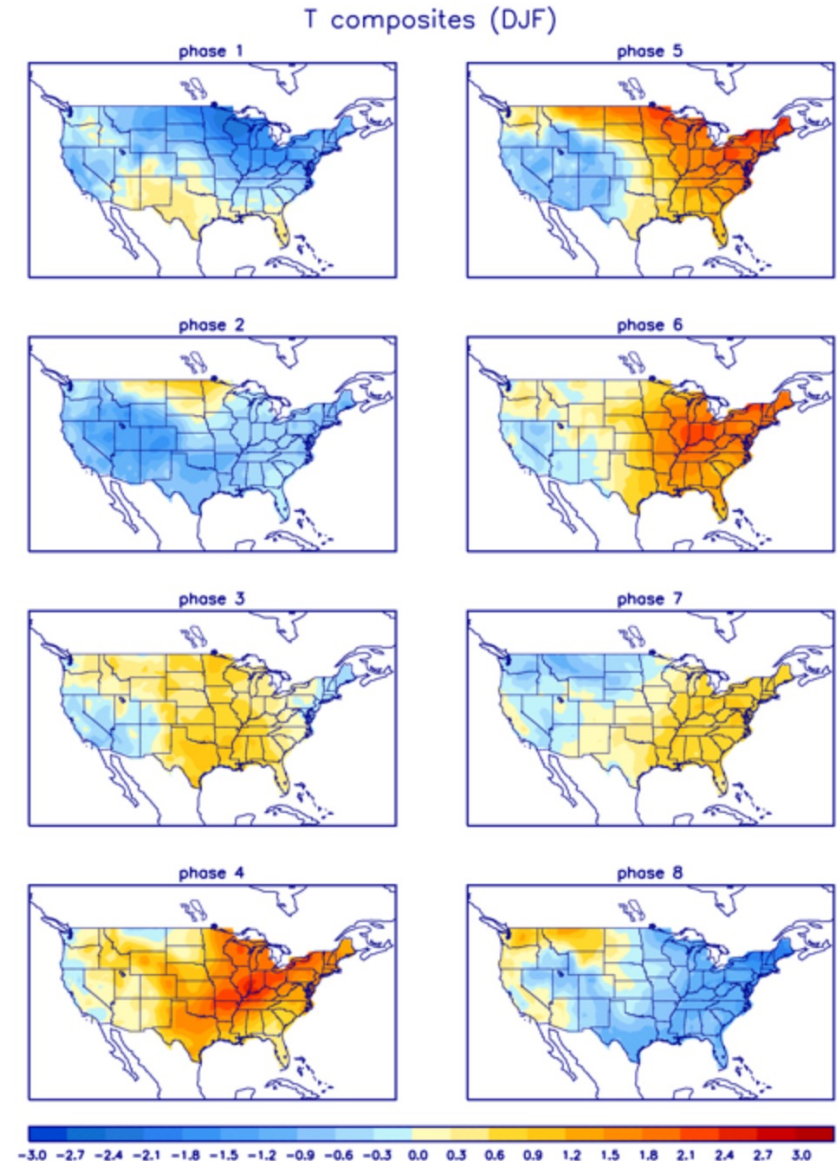 T composites (DJF)
phase 1
phase 5
phase 2
phase 6
phase 3
phase 7
phase 4
phase 8
-3.0 -2.7 -2.4 -2.1 -1.8 -1.5 -1.2 -0.9 -0.6 -0.3 0.0 0.3 0.6 0.9 1.2 1.5 1.8 2.1 2.4 2.7 3.0